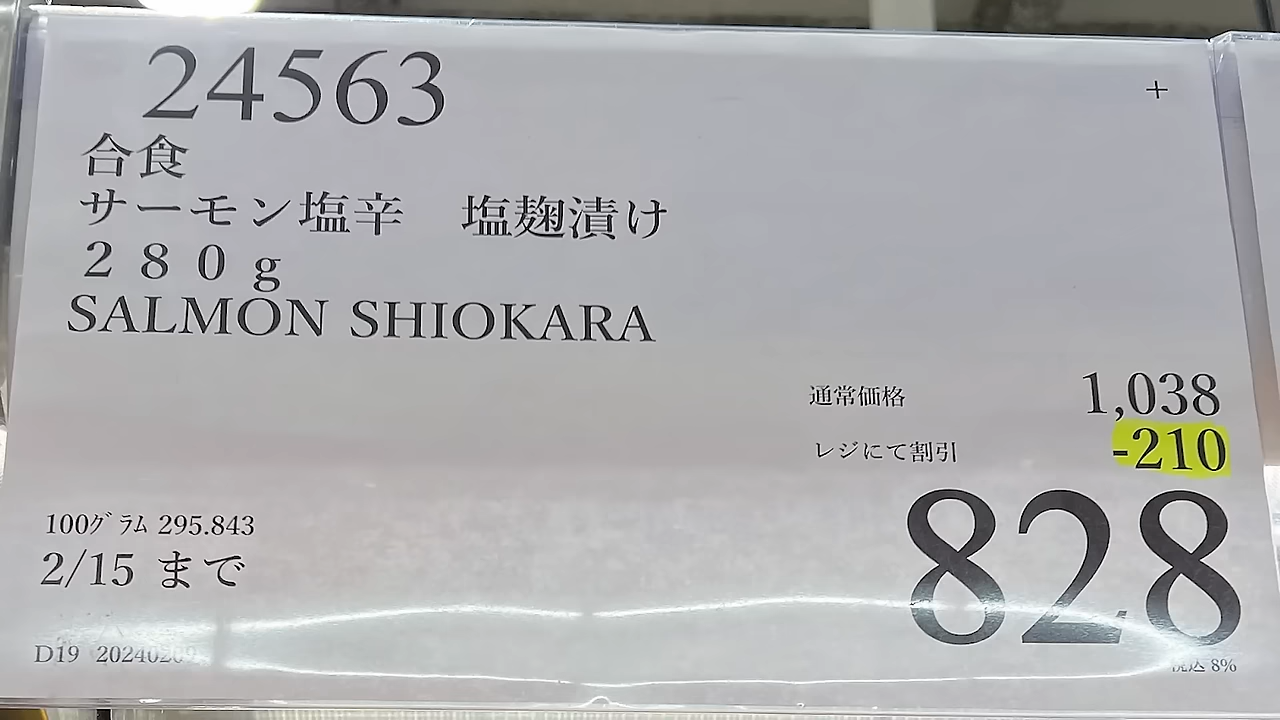 24563
+
合食
サーモン塩辛　塩麹漬け
２８０ｇ
SALMON SHIOKARA
通常価格 1,038
レジにて割引 -210
828
100ｸﾞﾗﾑ 295.843
2/15 まで
D19 20240209
税込 8%